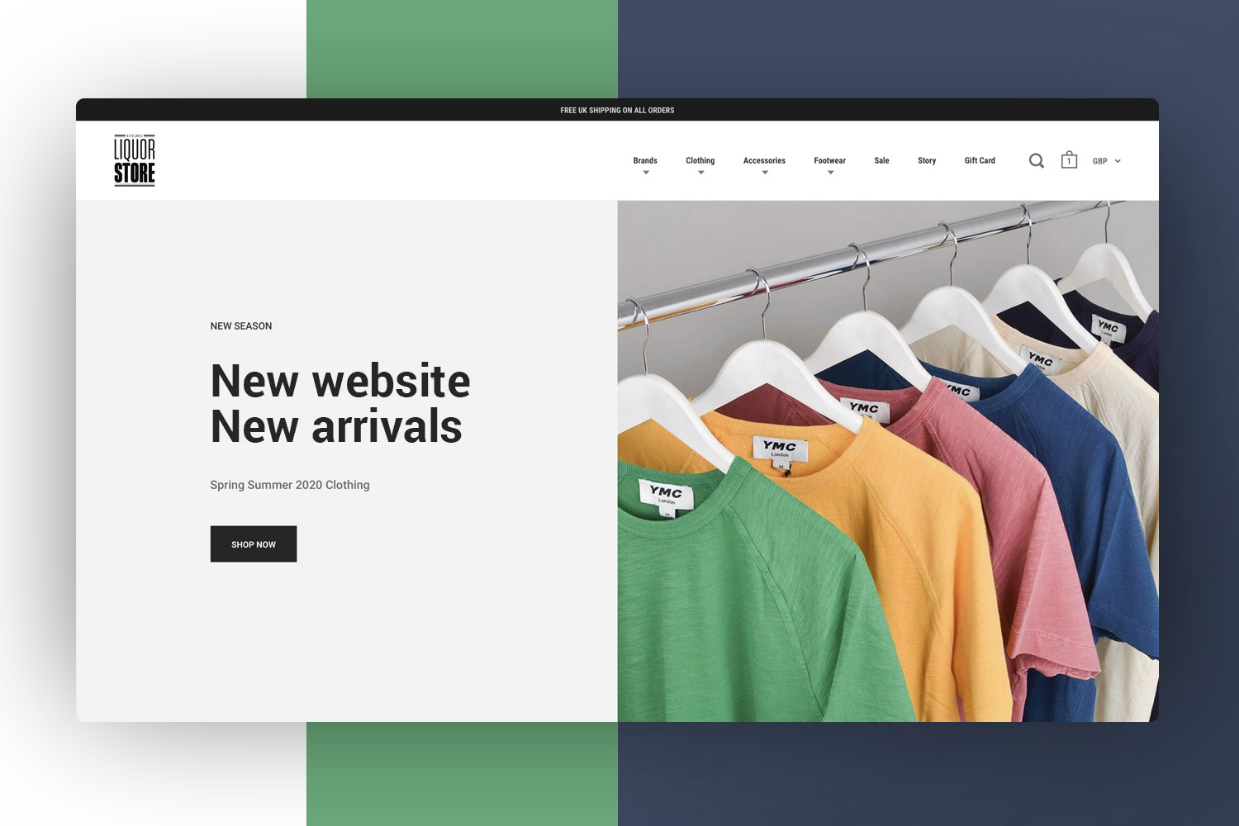 FREE UK SHIPPING ON ALL ORDERS
LIQUOR
STORE
Brands Clothing Accessories Footwear Sale Story Gift Card 1 GBP
NEW SEASON
New website
New arrivals
Spring Summer 2020 Clothing
SHOP NOW
YMC
London
M
YMC
London
M
YMC
YMC
YMC
YMC